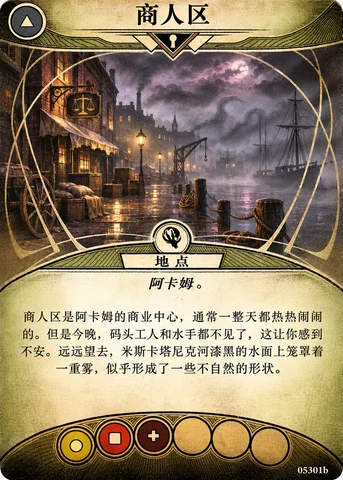 商人区
地点
阿卡姆。
商人区是阿卡姆的商业中心，通常一整天都热热闹闹
的。但是今晚，码头工人和水手都不见了，这让你感到
不安。远远望去，米斯卡塔尼克河漆黑的水面上笼罩着
一重雾，似乎形成了一些不自然的形状。
05301b